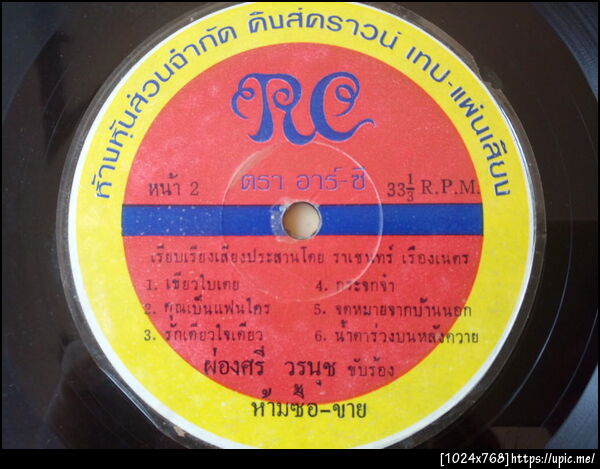 ห้างหุ้นส่วนจำกัด คิงส์คราวน์ เทป-แผ่นเสียง
RC
หน้า 2 ตรา อาร์-ซี 33 1/3 R.P.M.
เรียบเรียงเสียงประสานโดย ราเชนทร์ เรืองเนตร
1. เขียวใบเตย 4. กระจกจ๋า
2. คุณเป็นแฟนใคร 5. จดหมายจากบ้านนอก
3. รักเดียวใจเดียว 6. น้ำตาร่วงบนหลังควาย
ผ่องศรี วรนุช ขับร้อง
ห้ามซื้อ-ขาย
[1024x768]https://upic.me/